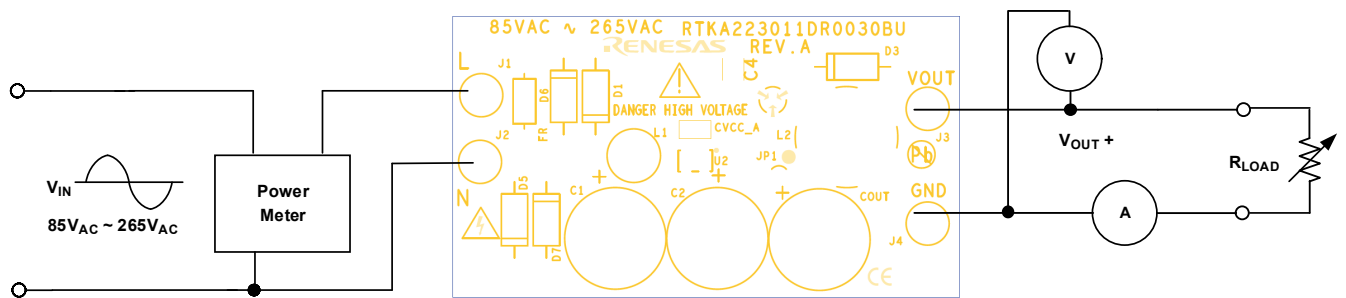 85VAC ~ 265VAC RTKA223011DR0030BU
RENESAS REV.A
L
J1
D6
D1
C4
D3
VOUT
V
DANGER HIGH VOLTAGE
J2
FR
L1
CVCC_A
L2
J3
VOUT +
Pb
U2
JP1
RLOAD
VIN
85VAC ~ 265VAC
Power
Meter
N
D5
D7
+
C1
+
C2
+
COUT
GND
J4
A
CE